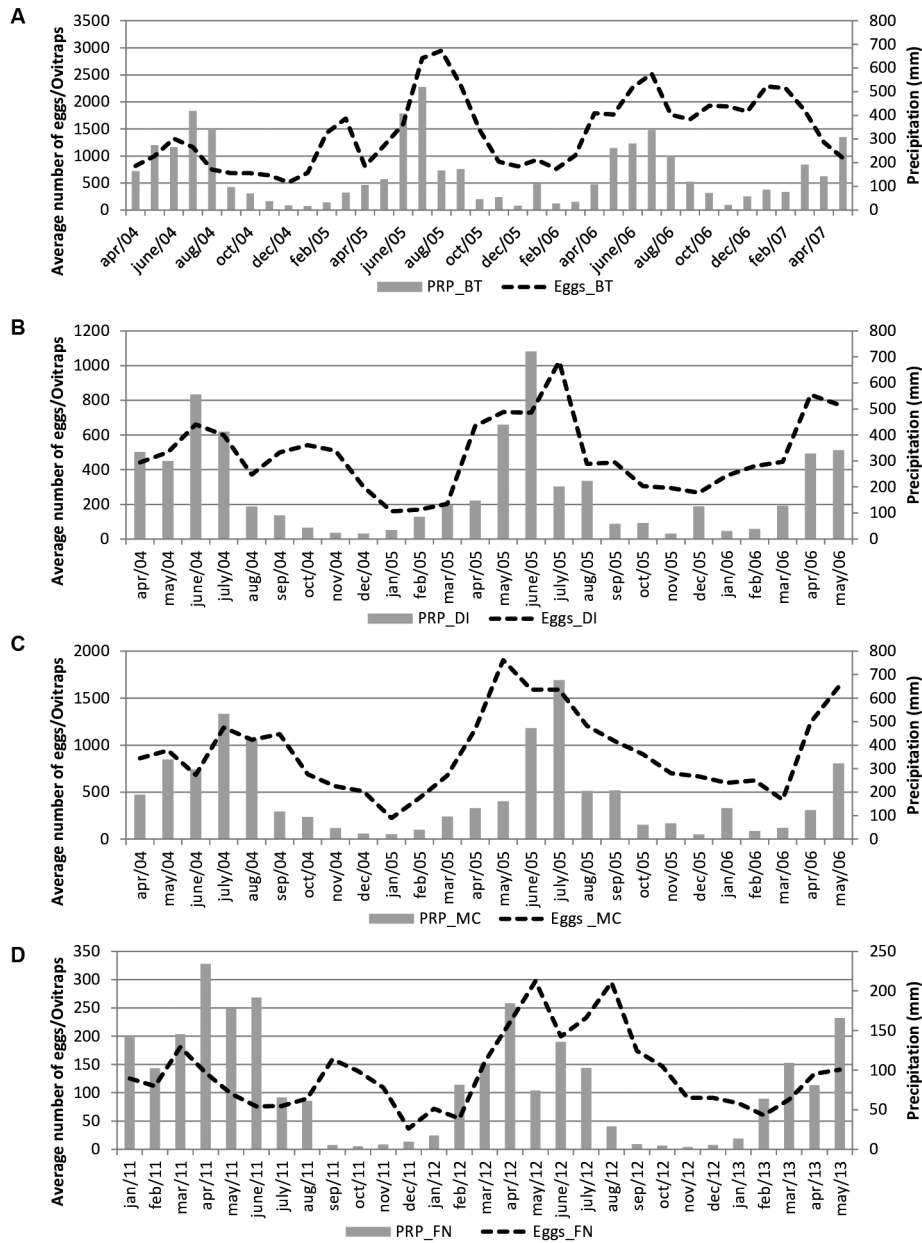 A
Average number of eggs/Ovitraps
3500
3000
2500
2000
1500
1000
500
0
800
700
600
500
400
300
200
100
0
Precipitation (mm)
apr/04
june/04
aug/04
oct/04
dec/04
feb/05
apr/05
june/05
aug/05
oct/05
dec/05
feb/06
apr/06
june/06
aug/06
oct/06
dec/06
feb/07
apr/07
PRP_BT Eggs_BT
B
Average number of eggs/Ovitraps
1200
1000
800
600
400
200
0
800
700
600
500
400
300
200
100
0
Precipitation (mm)
apr/04
may/04
june/04
july/04
aug/04
sep/04
oct/04
nov/04
dec/04
jan/05
feb/05
mar/05
apr/05
may/05
june/05
july/05
aug/05
sep/05
oct/05
nov/05
dec/05
jan/06
feb/06
mar/06
apr/06
may/06
PRP_DI Eggs_DI
C
Average number of eggs/Ovitraps
2000
1500
1000
500
0
800
700
600
500
400
300
200
100
0
Precipitation (mm)
apr/04
may/04
june/04
july/04
aug/04
sep/04
oct/04
nov/04
dec/04
jan/05
feb/05
mar/05
apr/05
may/05
june/05
july/05
aug/05
sep/05
oct/05
nov/05
dec/05
jan/06
feb/06
mar/06
apr/06
may/06
PRP_MC Eggs _MC
D
Average number of eggs/Ovitraps
350
300
250
200
150
100
50
0
250
200
150
100
50
0
Precipitation (mm)
jan/11
feb/11
mar/11
apr/11
may/11
june/11
july/11
aug/11
sep/11
oct/11
nov/11
dec/11
jan/12
feb/12
mar/12
apr/12
may/12
june/12
july/12
aug/12
sep/12
oct/12
nov/12
dec/12
jan/13
feb/13
mar/13
apr/13
may/13
PRP_FN Eggs_FN